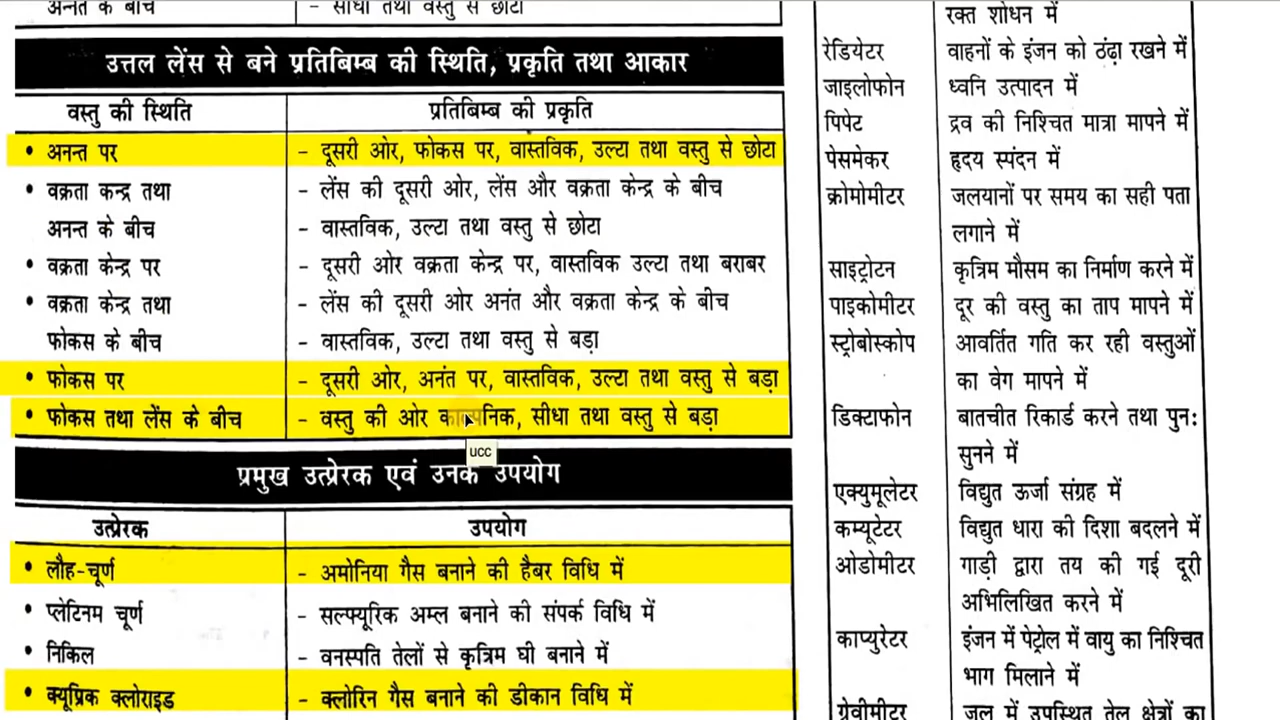 अनन्त के बीच – सीधा तथा वस्तु से छोटा
उत्तल लेंस से बने प्रतिबिम्ब की स्थिति, प्रकृति तथा आकार
वस्तु की स्थिति प्रतिबिम्ब की प्रकृति
• अनन्त पर – दूसरी ओर, फोकस पर, वास्तविक, उल्टा तथा वस्तु से छोटा
• वक्रता केन्द्र तथा – लेंस की दूसरी ओर, लेंस और वक्रता केन्द्र के बीच
अनन्त के बीच – वास्तविक, उल्टा तथा वस्तु से छोटा
• वक्रता केन्द्र पर – दूसरी ओर वक्रता केन्द्र पर, वास्तविक उल्टा तथा बराबर
• वक्रता केन्द्र तथा – लेंस की दूसरी ओर अनंत और वक्रता केन्द्र के बीच
फोकस के बीच – वास्तविक, उल्टा तथा वस्तु से बड़ा
• फोकस पर – दूसरी ओर, अनंत पर, वास्तविक, उल्टा तथा वस्तु से बड़ा
• फोकस तथा लेंस के बीच – वस्तु की ओर काल्पनिक, सीधा तथा वस्तु से बड़ा
ucc
प्रमुख उत्प्रेरक एवं उनके उपयोग
उत्प्रेरक उपयोग
• लौह-चूर्ण – अमोनिया गैस बनाने की हैबर विधि में
• प्लेटिनम चूर्ण – सल्फ्यूरिक अम्ल बनाने की संपर्क विधि में
• निकिल – वनस्पति तेलों से कृत्रिम घी बनाने में
• क्यूप्रिक क्लोराइड – क्लोरिन गैस बनाने की डीकान विधि में
रक्त शोधन में
रेडियेटर वाहनों के इंजन को ठंढ़ा रखने में
जाइलोफोन ध्वनि उत्पादन में
पिपेट द्रव की निश्चित मात्रा मापने में
पेसमेकर हृदय स्पंदन में
क्रोमोमीटर जलयानों पर समय का सही पता
लगाने में
साइट्रोटन कृत्रिम मौसम का निर्माण करने में
पाइकोमीटर दूर की वस्तु का ताप मापने में
स्ट्रोबोस्कोप आवर्तित गति कर रही वस्तुओं
का वेग मापने में
डिक्टाफोन बातचीत रिकार्ड करने तथा पुन:
सुनने में
एक्युमूलेटर विद्युत ऊर्जा संग्रह में
कम्यूटेटर विद्युत धारा की दिशा बदलने में
ओडोमीटर गाड़ी द्वारा तय की गई दूरी
अभिलिखित करने में
काप्युरेटर इंजन में पेट्रोल में वायु का निश्चित
भाग मिलाने में
ग्रेवीमीटर जल में उपस्थित तेल क्षेत्रों का